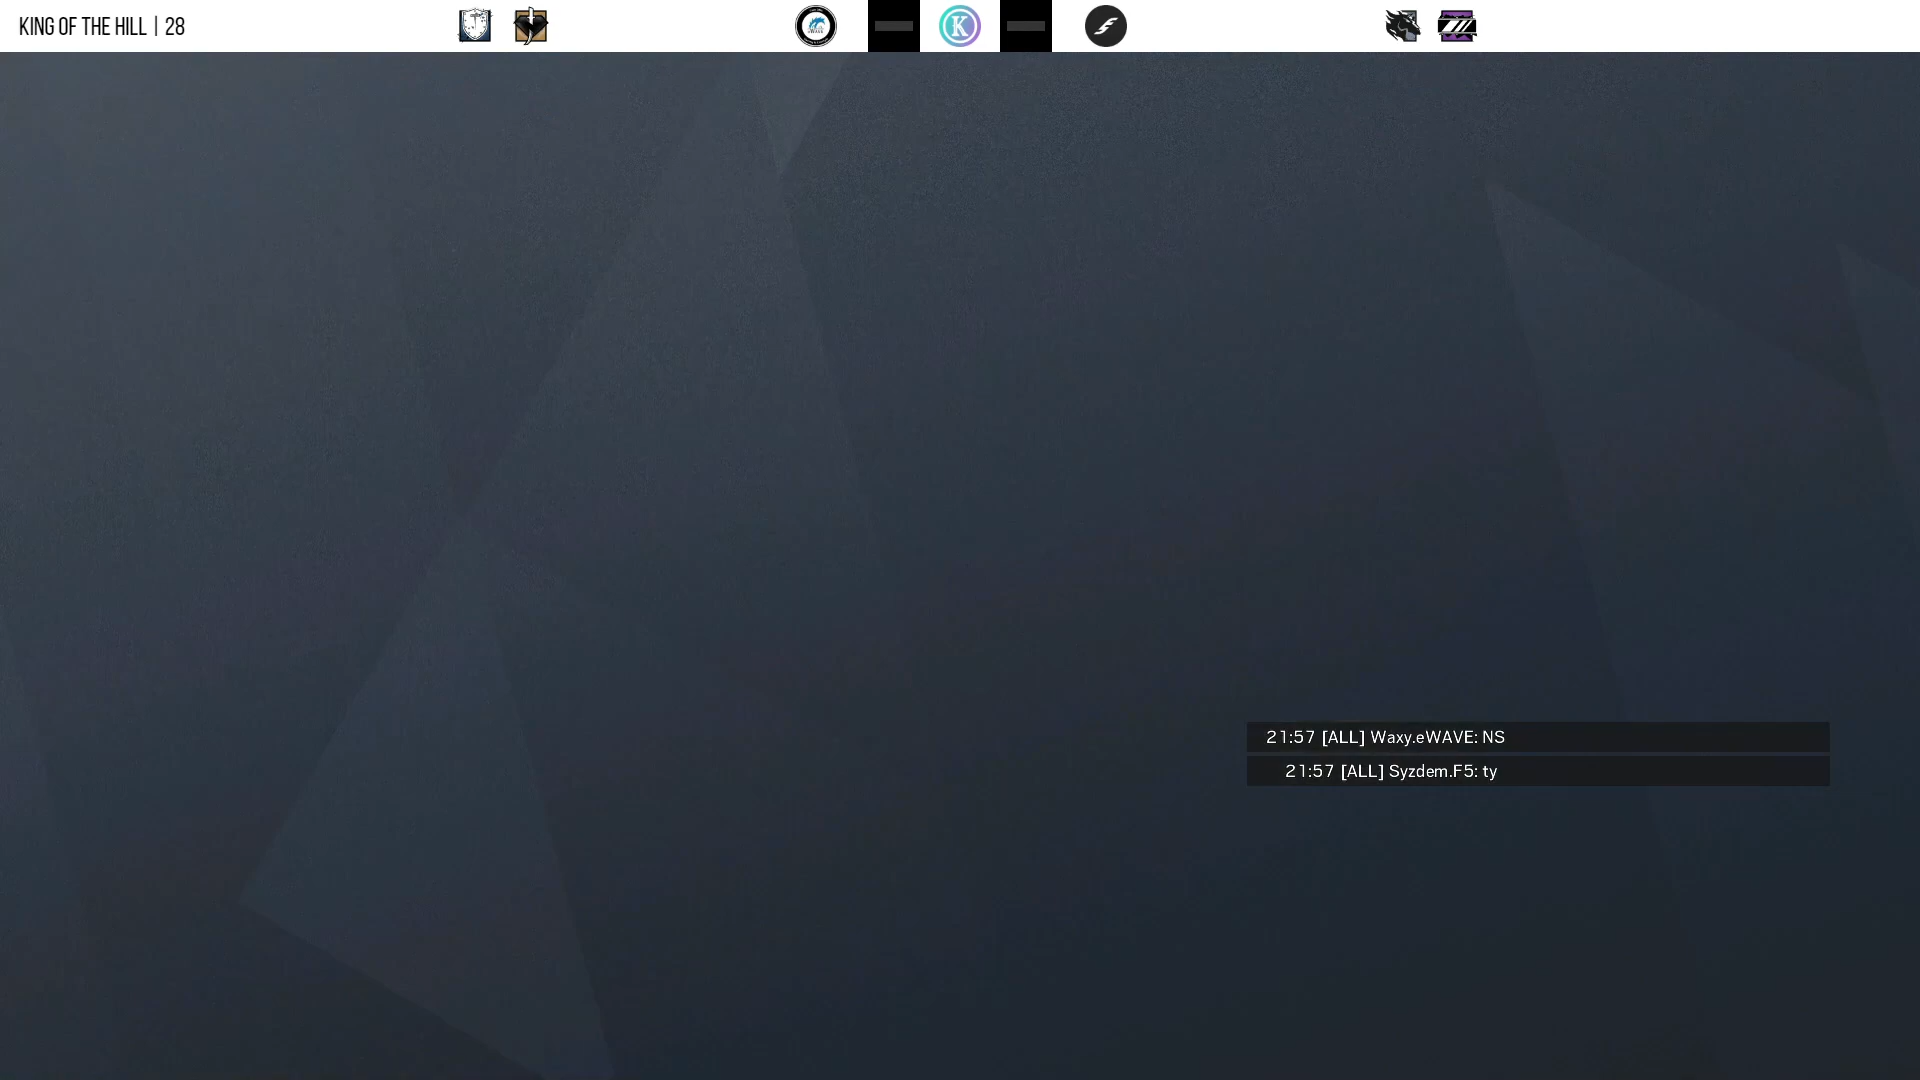 KING OF THE HILL | 28
K
21:57 [ALL] Waxy.eWAVE: NS
21:57 [ALL] Syzdem.F5: ty